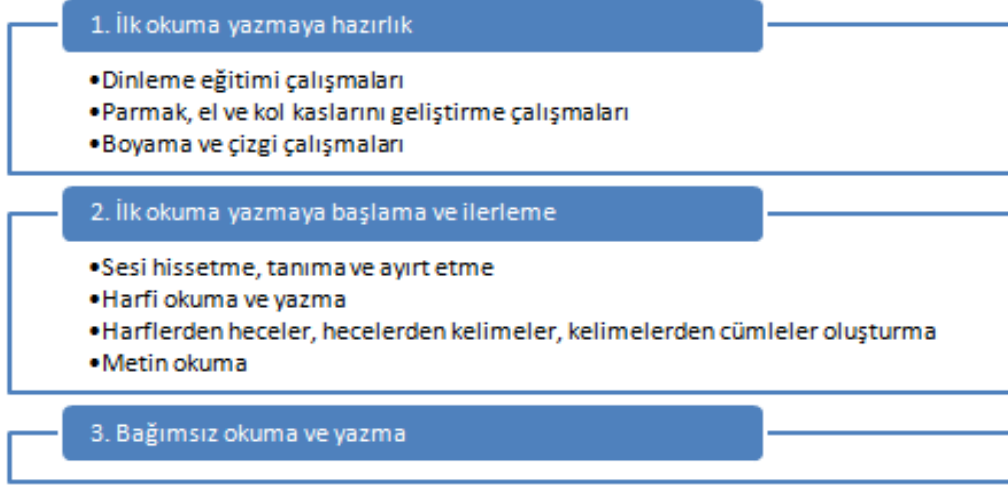 1. İlk okuma yazmaya hazırlık
•Dinleme eğitimi çalışmaları
•Parmak, el ve kol kaslarını geliştirme çalışmaları
•Boyama ve çizgi çalışmaları
2. İlk okuma yazmaya başlama ve ilerleme
•Sesi hissetme, tanıma ve ayırt etme
•Harfi okuma ve yazma
•Harflerden heceler, hecelerden kelimeler, kelimelerden cümleler oluşturma
•Metin okuma
3. Bağımsız okuma ve yazma